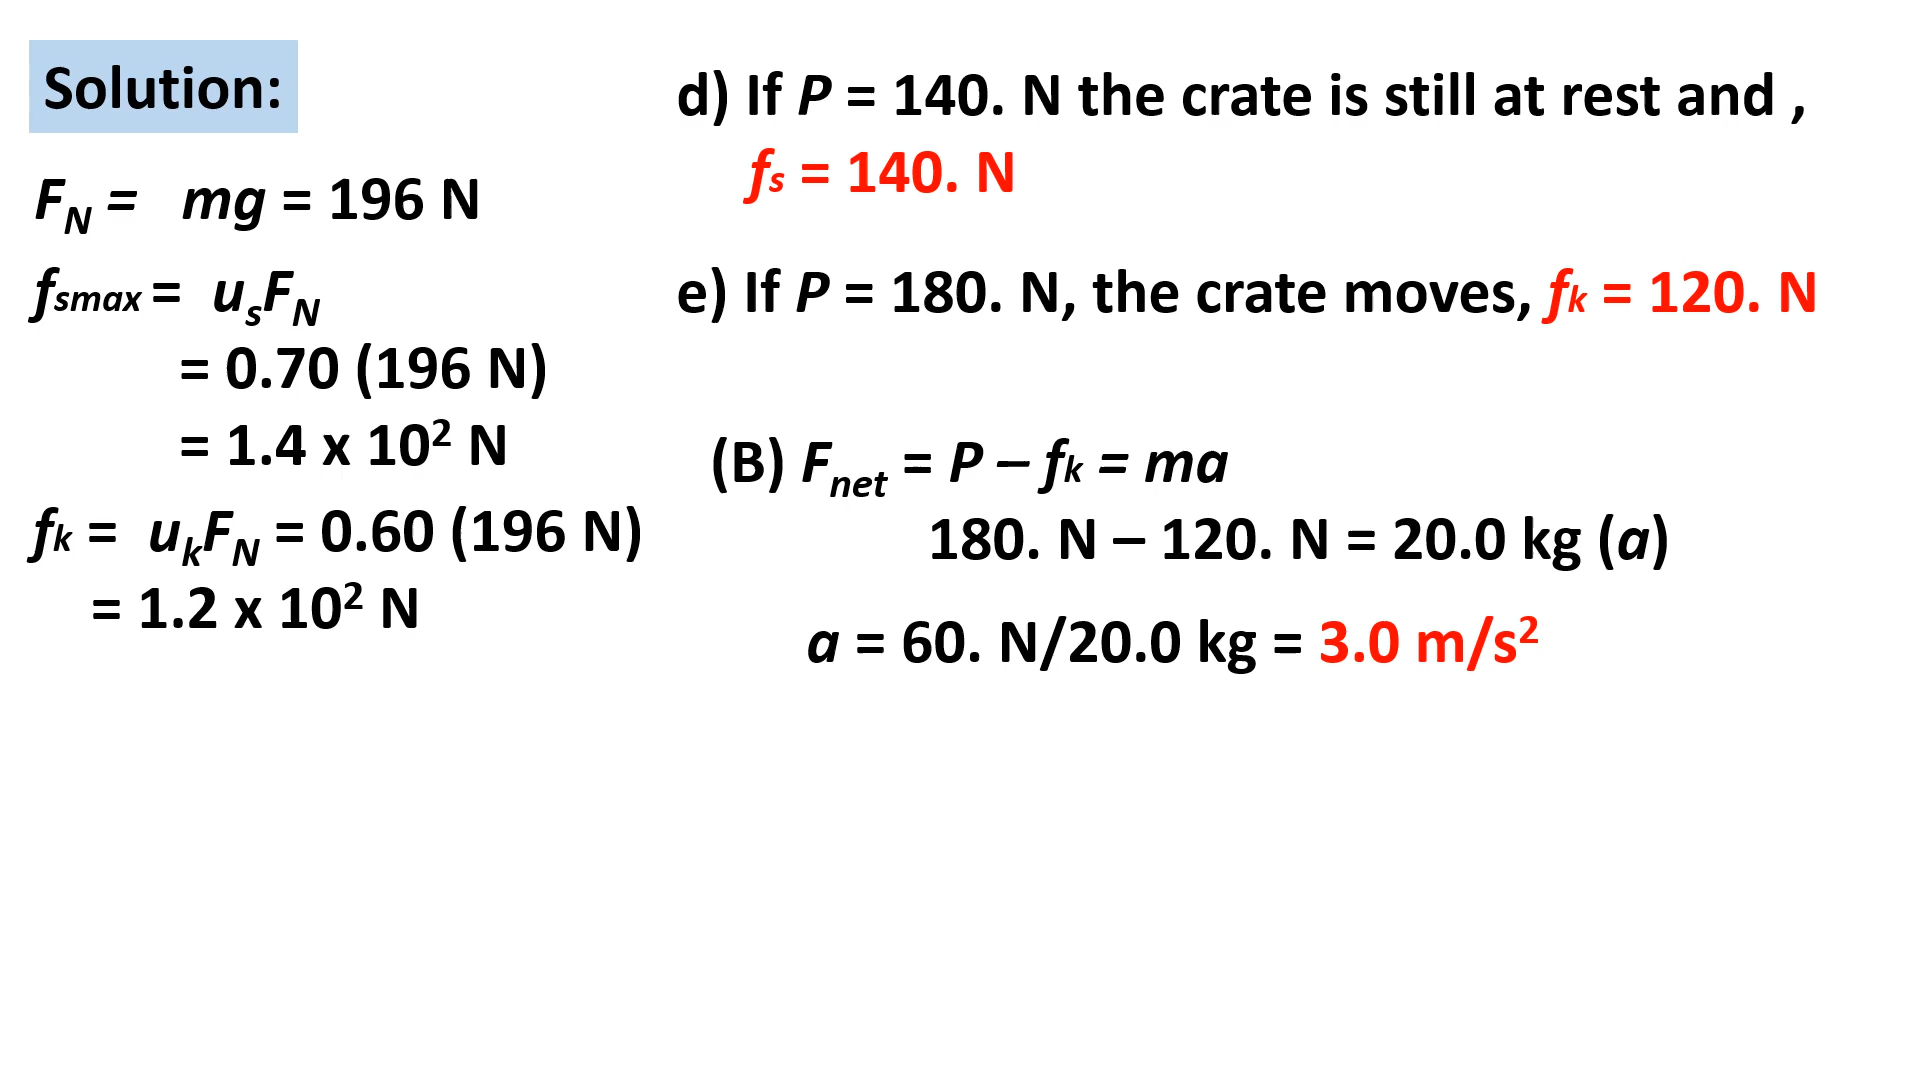 Solution:
F_N = mg = 196 N
f_smax = u_sF_N
= 0.70 (196 N)
= 1.4 x 10² N
f_k = u_kF_N = 0.60 (196 N)
= 1.2 x 10² N
d) If P = 140. N the crate is still at rest and ,
f_s = 140. N
e) If P = 180. N, the crate moves, f_k = 120. N
(B) F_net = P – f_k = ma
180. N – 120. N = 20.0 kg (a)
a = 60. N/20.0 kg = 3.0 m/s²